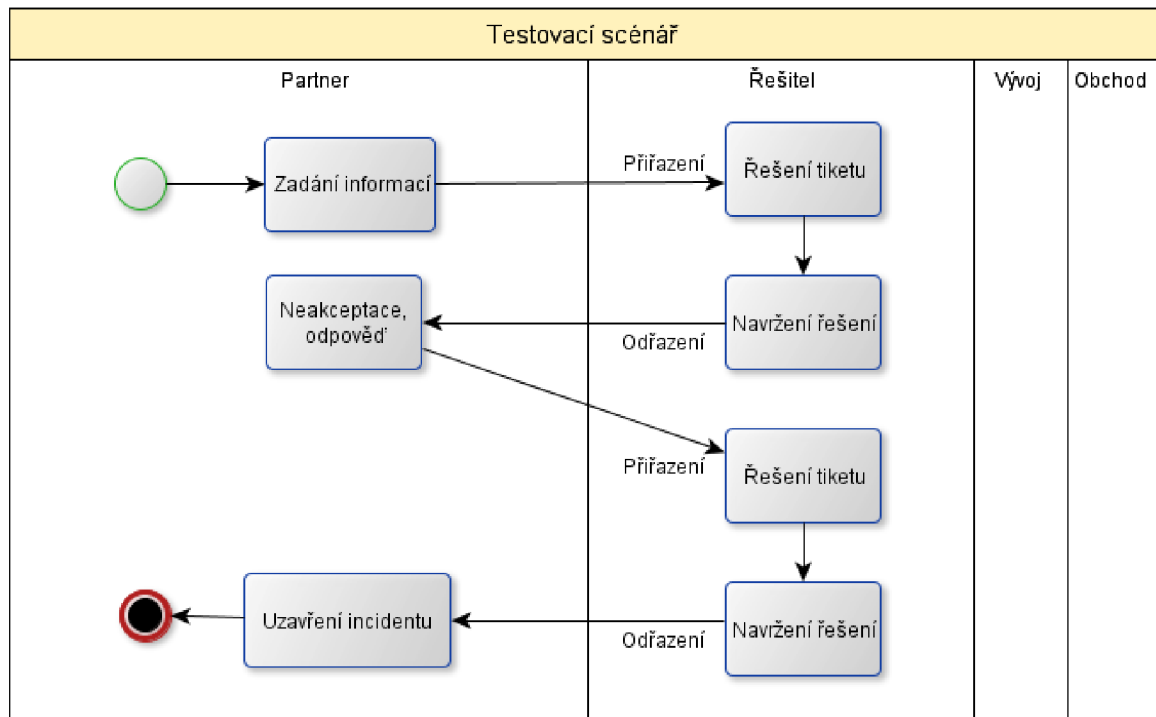 Testovací scénář
Partner
Řešitel
Vývoj
Obchod
Zadání informací
Přiřazení
Řešení tiketu
Neakceptace,
odpověď
Odřazení
Navržení řešení
Přiřazení
Řešení tiketu
Uzavření incidentu
Odřazení
Navržení řešení